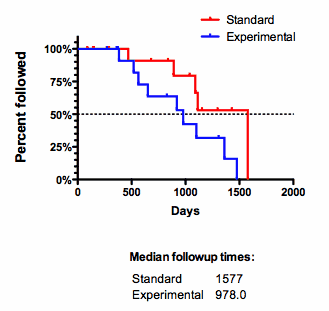 Standard
Experimental
Percent followed
100%
75%
50%
25%
0%
0 500 1000 1500 2000
Days
Median followup times:
Standard 1577
Experimental 978.0